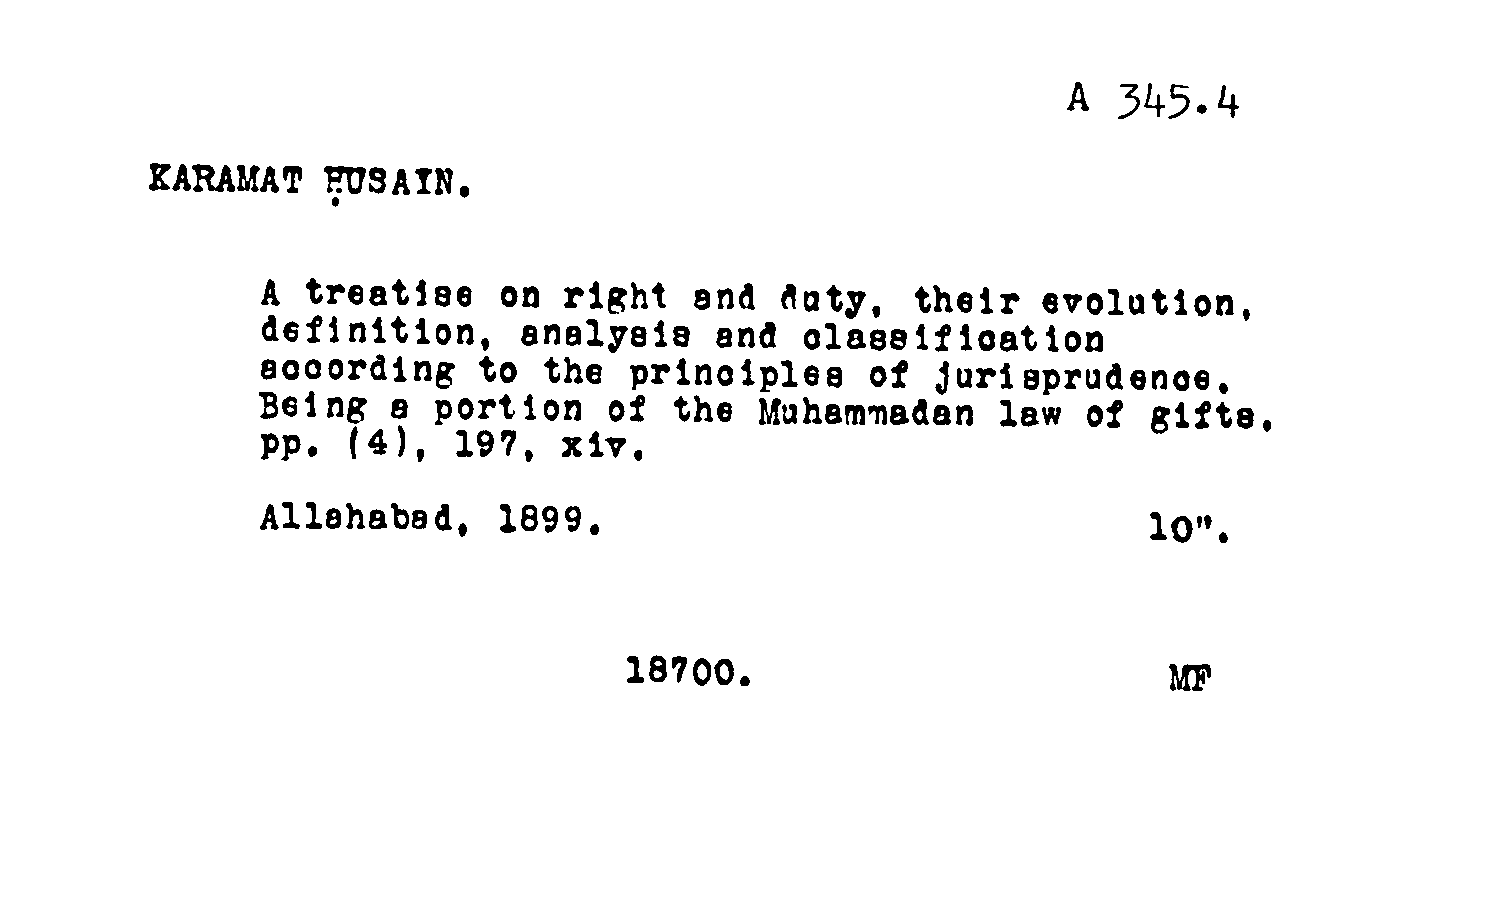 A 345.4
KARAMAT ḤUSAIN.
A treatise on right and duty, their evolution,
definition, analysis and classification
according to the principles of jurisprudence.
Being a portion of the Muhammadan law of gifts.
pp. (4), 197, xiv.
Allahabad, 1899.
10".
18700.
MF